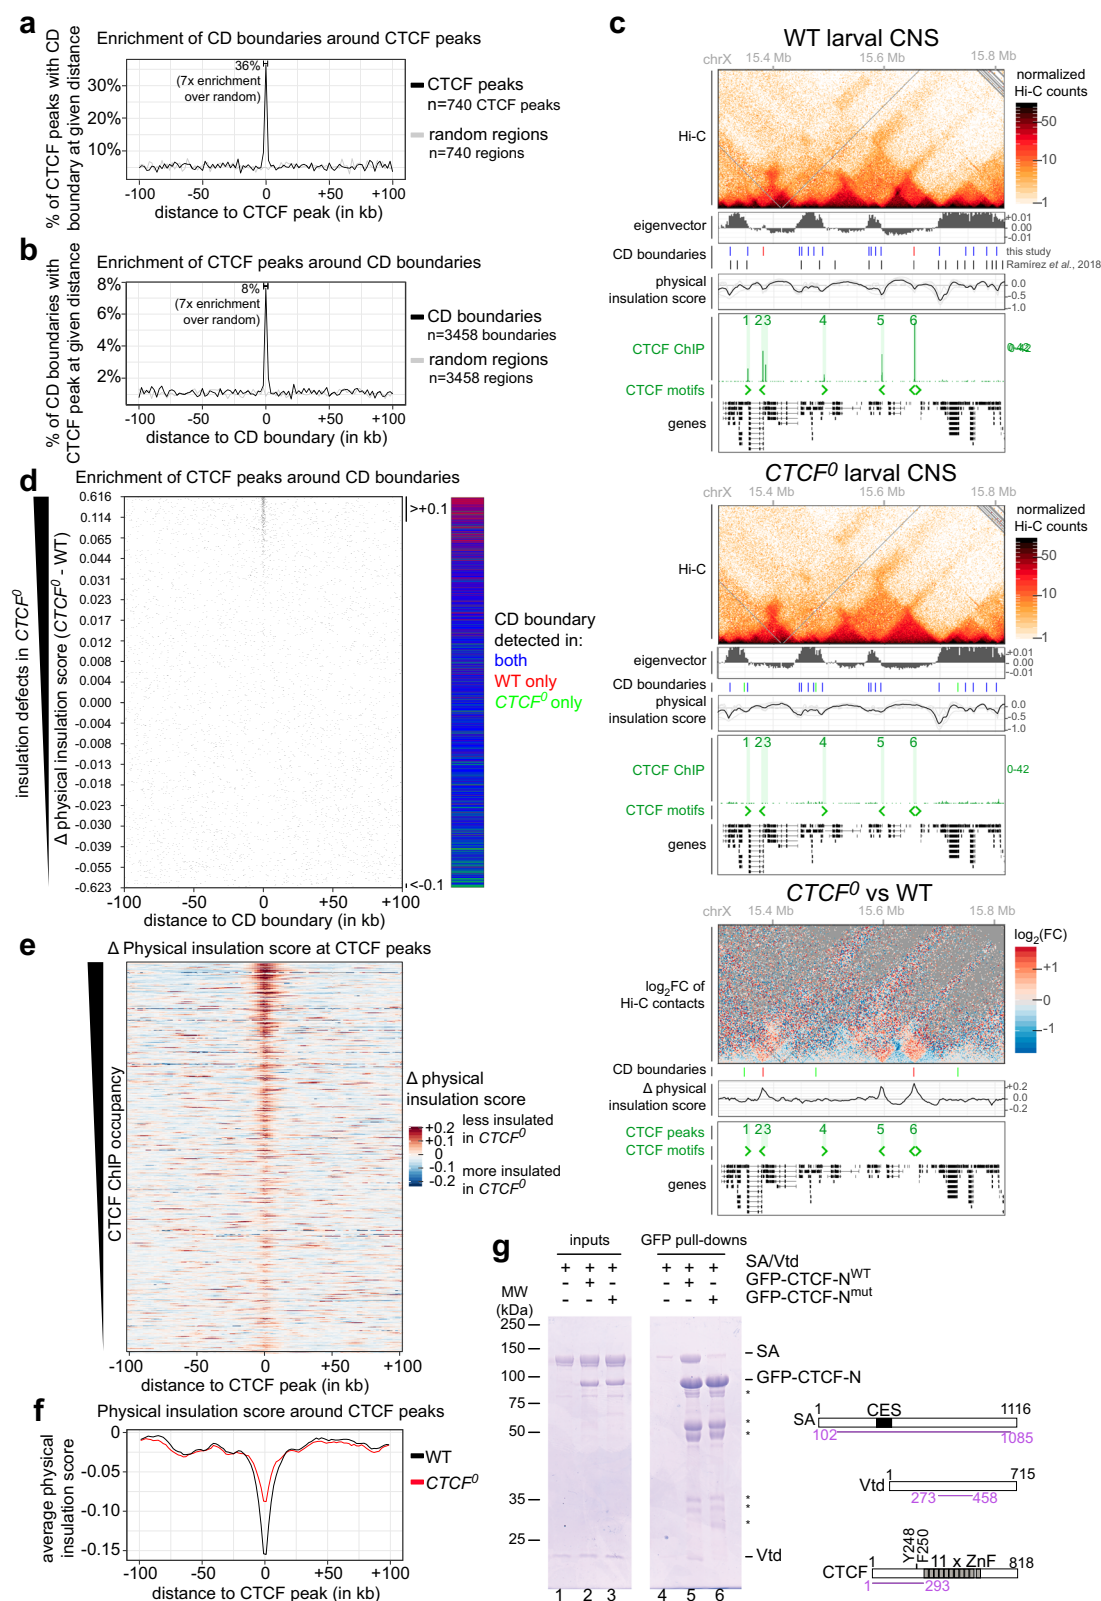 a
Enrichment of CD boundaries around CTCF peaks
% of CTCF peaks with CD
boundary at given distance
30%
20%
10%
36%
(7x enrichment
over random)
CTCF peaks
n=740 CTCF peaks
random regions
n=740 regions
-100 -50 0 +50 +100
distance to CTCF peak (in kb)
b
Enrichment of CTCF peaks around CD boundaries
% of CD boundaries with
CTCF peak at given distance
8%
6%
4%
2%
8%
(7x enrichment
over random)
CD boundaries
n=3458 boundaries
random regions
n=3458 regions
-100 -50 0 +50 +100
distance to CD boundary (in kb)
c
WT larval CNS
chrX 15.4 Mb 15.6 Mb 15.8 Mb
Hi-C
normalized
Hi-C counts
50
10
1
eigenvector
+0.01
0.00
-0.01
CD boundaries
this study
Ramírez et al., 2018
physical
insulation score
0.0
-0.5
-1.0
1 2 3 4 5 6
CTCF ChIP
0-42
CTCF motifs
genes
CTCF0 larval CNS
chrX 15.4 Mb 15.6 Mb 15.8 Mb
Hi-C
normalized
Hi-C counts
50
10
1
eigenvector
+0.01
0.00
-0.01
CD boundaries
physical
insulation score
0.0
-0.5
-1.0
1 2 3 4 5 6
CTCF ChIP
0-42
CTCF motifs
genes
CTCF0 vs WT
chrX 15.4 Mb 15.6 Mb 15.8 Mb
log2FC of
Hi-C contacts
log2(FC)
+1
0
-1
CD boundaries
Δ physical
insulation score
+0.2
0.0
-0.2
CTCF peaks
1 2 3 4 5 6
CTCF motifs
genes
d
Enrichment of CTCF peaks around CD boundaries
insulation defects in CTCF0
Δ physical insulation score (CTCF0 - WT)
0.616
0.114
0.065
0.044
0.031
0.023
0.017
0.012
0.008
0.004
0.000
-0.004
-0.008
-0.013
-0.018
-0.022
-0.030
-0.039
-0.055
-0.623
>+0.1
<-0.1
CD boundary
detected in:
both
WT only
CTCF0 only
-100 -50 0 +50 +100
distance to CD boundary (in kb)
e
Δ Physical insulation score at CTCF peaks
CTCF ChIP occupancy
Δ physical
insulation score
+0.2
+0.1
0
-0.1
-0.2
less insulated
in CTCF0
more insulated
in CTCF0
-100 -50 0 +50 +100
distance to CTCF peak (in kb)
f
Physical insulation score around CTCF peaks
average physical
insulation score
0
-0.05
-0.10
-0.15
WT
CTCF0
-100 -50 0 +50 +100
distance to CTCF peak (in kb)
g
inputs GFP pull-downs
+ + + + + + SA/Vtd
- + - - + - GFP-CTCF-NWT
- - + - - + GFP-CTCF-Nmut
MW
(kDa)
250
150
100
75
50
35
25
SA
GFP-CTCF-N
*
*
*
*
*
*
Vtd
1 2 3 4 5 6
1 CES 1116
SA
102 1085
1 715
Vtd
273 458
Y248
F250
1 11 x ZnF 818
CTCF
1 293